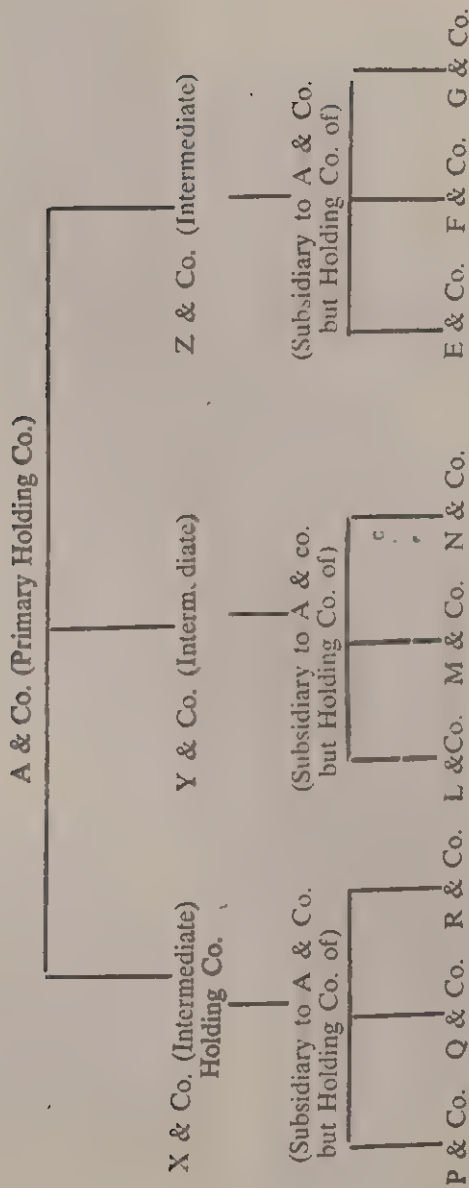 A & Co. (Primary Holding Co.)
X & Co. (Intermediate) Y & Co. (Intermediate) Z & Co. (Intermediate)
Holding Co.
(Subsidiary to A & Co. (Subsidiary to A & co. (Subsidiary to A & Co.
but Holding Co. of) but Holding Co. of) but Holding Co. of)
P & Co. Q & Co. R & Co. L &Co. M & Co. N & Co. E & Co. F & Co. G & Co.